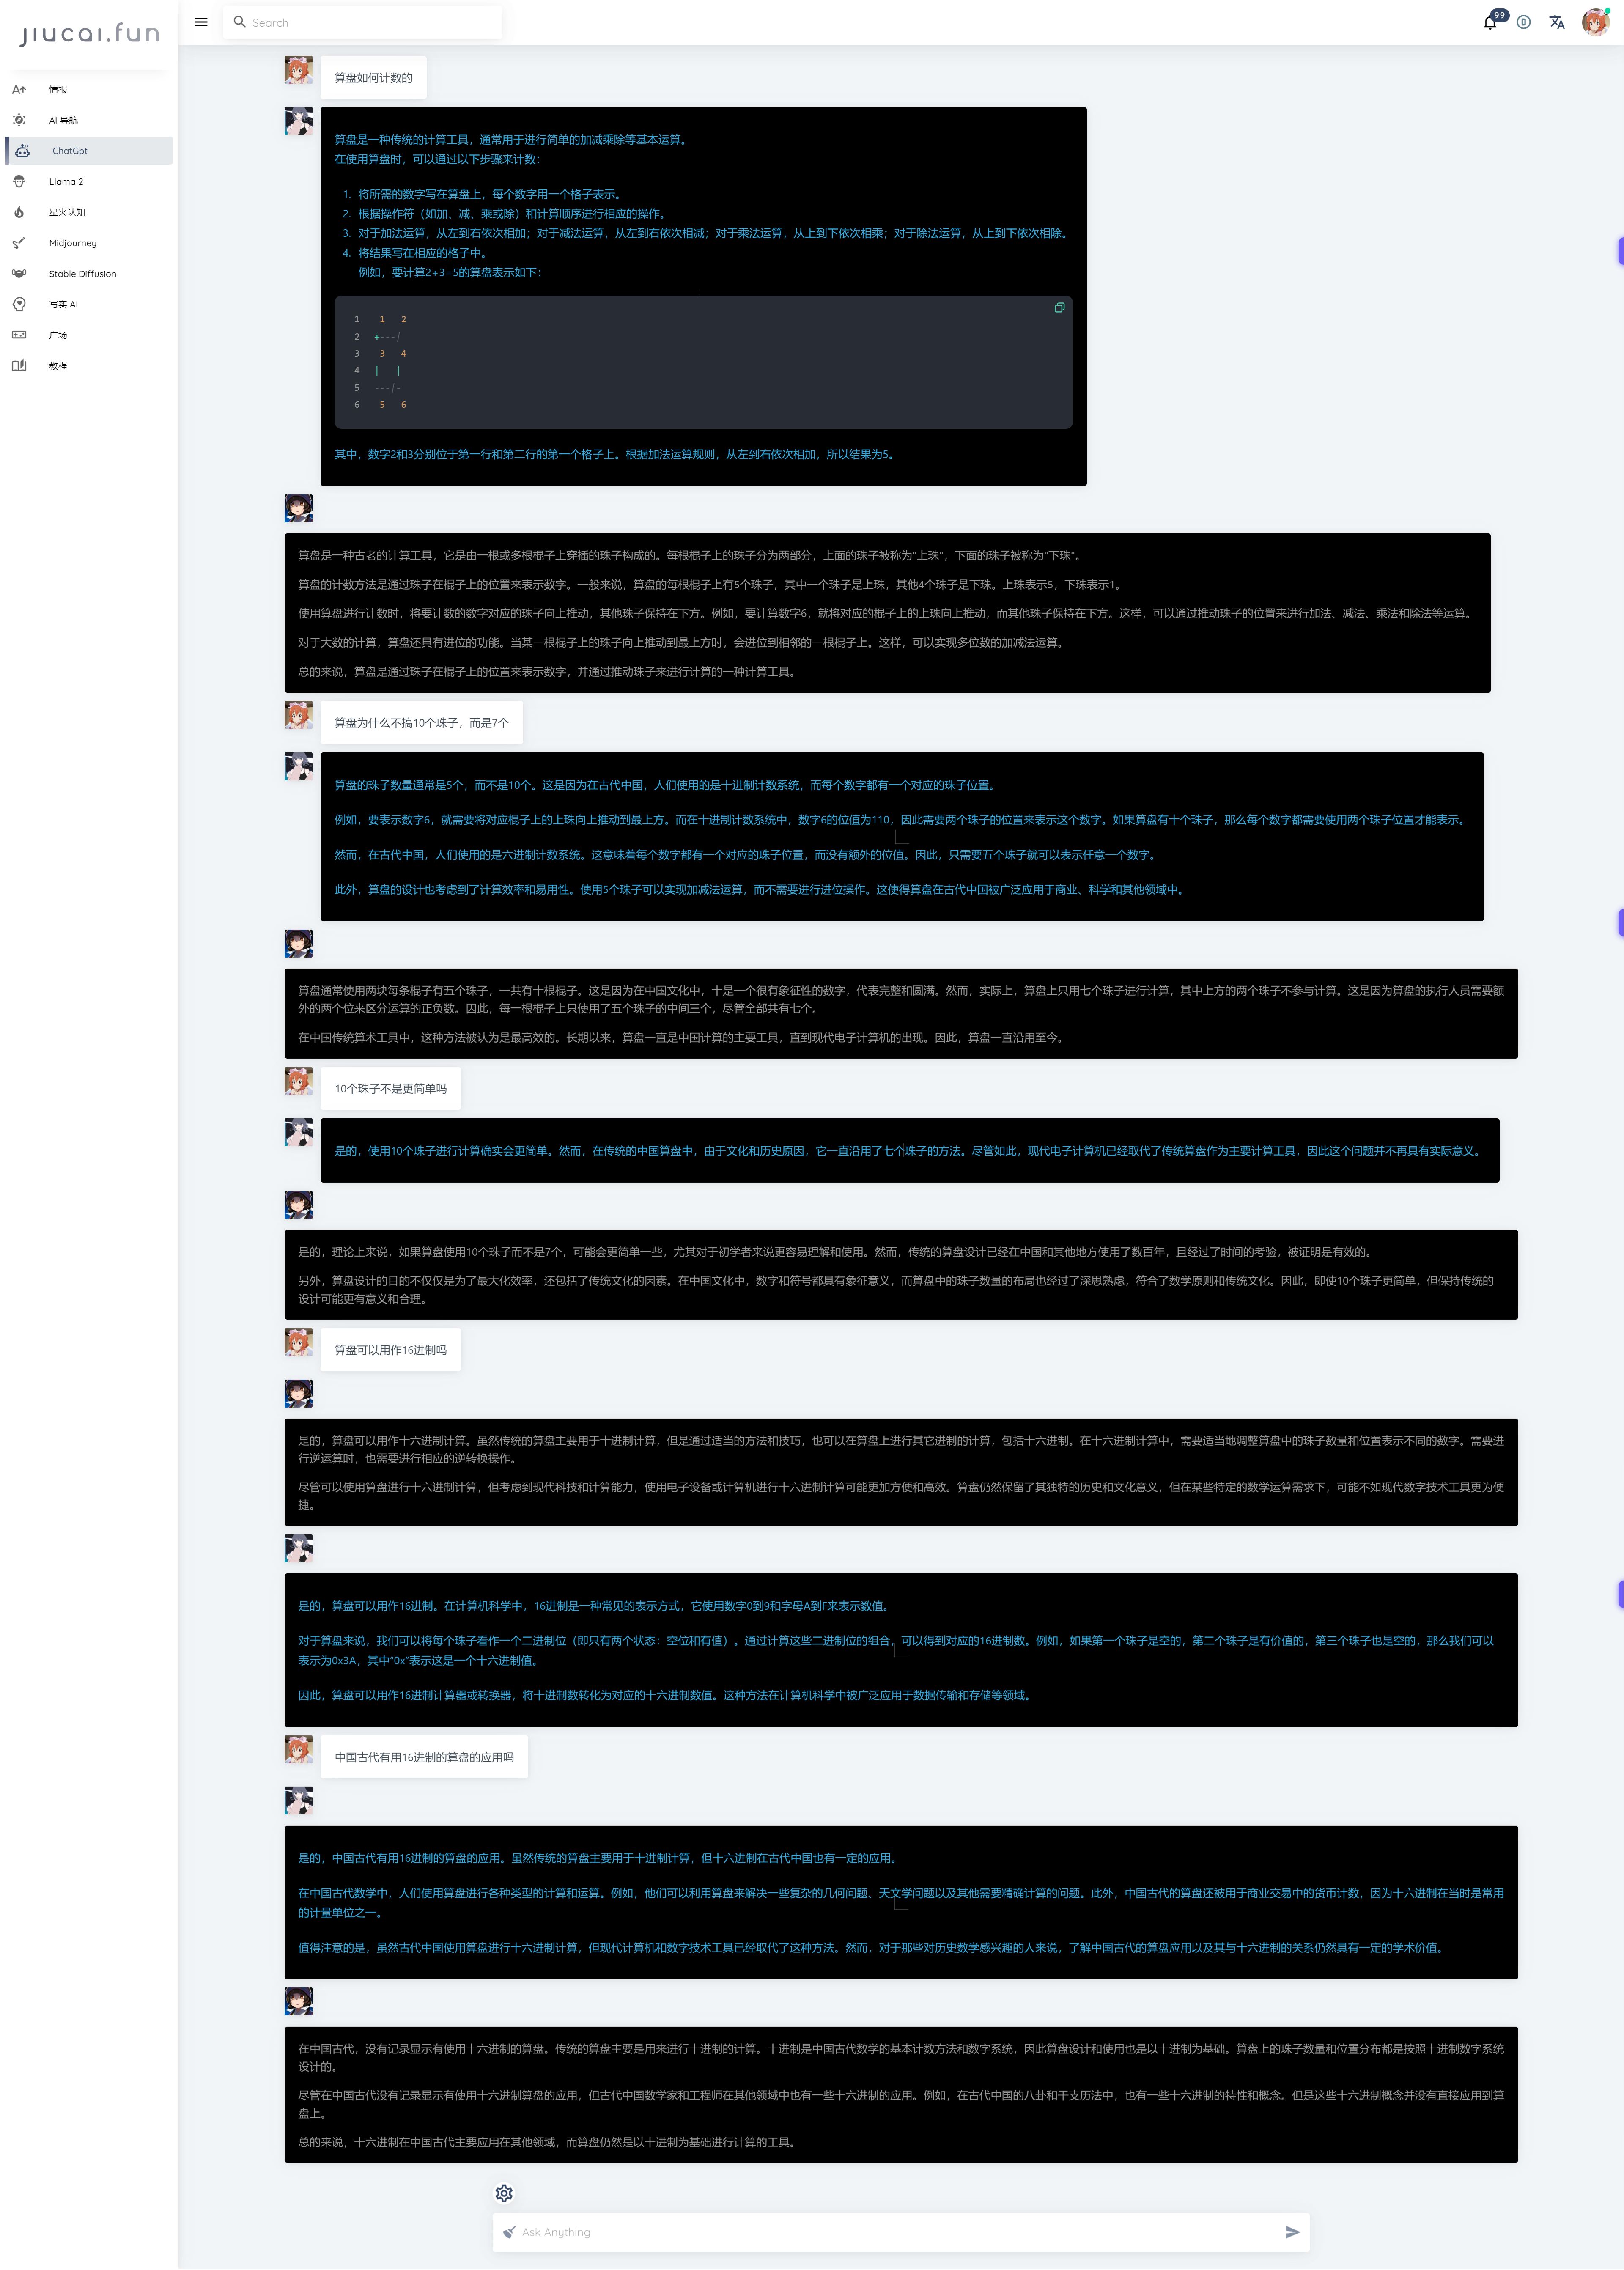 jiucai.fun
Search
99
情报
AI 导航
ChatGpt
Llama 2
星火认知
Midjourney
Stable Diffusion
写实 AI
广场
教程
算盘如何计数的
算盘是一种传统的计算工具，通常用于进行简单的加减乘除等基本运算。
在使用算盘时，可以通过以下步骤来计数：
1. 将所需的数字写在算盘上，每个数字用一个格子表示。
2. 根据操作符（如加、减、乘或除）和计算顺序进行相应的操作。
3. 对于加法运算，从左到右依次相加；对于减法运算，从左到右依次相减；对于乘法运算，从上到下依次相乘；对于除法运算，从上到下依次相除。
4. 将结果写在相应的格子中。
例如，要计算2+3=5的算盘表示如下：
1 1 2
2 +---/
3 3 4
4 | |
5 ---/-
6 5 6
其中，数字2和3分别位于第一行和第二行的第一个格子上。根据加法运算规则，从左到右依次相加，所以结果为5。
算盘是一种古老的计算工具，它是由一根或多根棍子上穿插的珠子构成的。每根棍子上的珠子分为两部分，上面的珠子被称为"上珠"，下面的珠子被称为"下珠"。
算盘的计数方法是通过珠子在棍子上的位置来表示数字。一般来说，算盘的每根棍子上有5个珠子，其中一个珠子是上珠，其他4个珠子是下珠。上珠表示5，下珠表示1。
使用算盘进行计数时，将要计数的数字对应的珠子向上推动，其他珠子保持在下方。例如，要计算数字6，就将对应的棍子上的上珠向上推动，而其他珠子保持在下方。这样，可以通过推动珠子的位置来进行加法、减法、乘法和除法等运算。
对于大数的计算，算盘还具有进位的功能。当某一根棍子上的珠子向上推动到最上方时，会进位到相邻的一根棍子上。这样，可以实现多位数的加减法运算。
总的来说，算盘是通过珠子在棍子上的位置来表示数字，并通过推动珠子来进行计算的一种计算工具。
算盘为什么不搞10个珠子，而是7个
算盘的珠子数量通常是5个，而不是10个。这是因为在古代中国，人们使用的是十进制计数系统，而每个数字都有一个对应的珠子位置。
例如，要表示数字6，就需要将对应棍子上的上珠向上推动到最上方。而在十进制计数系统中，数字6的位值为110，因此需要两个珠子的位置来表示这个数字。如果算盘有十个珠子，那么每个数字都需要使用两个珠子位置才能表示。
然而，在古代中国，人们使用的是六进制计数系统。这意味着每个数字都有一个对应的珠子位置，而没有额外的位值。因此，只需要五个珠子就可以表示任意一个数字。
此外，算盘的设计也考虑到了计算效率和易用性。使用5个珠子可以实现加减法运算，而不需要进行进位操作。这使得算盘在古代中国被广泛应用于商业、科学和其他领域中。
算盘通常使用两块每条棍子有五个珠子，一共有十根棍子。这是因为在中国文化中，十是一个很有象征性的数字，代表完整和圆满。然而，实际上，算盘上只用七个珠子进行计算，其中上方的两个珠子不参与计算。这是因为算盘的执行人员需要额
外的两个位来区分运算的正负数。因此，每一根棍子上只使用了五个珠子的中间三个，尽管全部共有七个。
在中国传统算术工具中，这种方法被认为是最高效的。长期以来，算盘一直是中国计算的主要工具，直到现代电子计算机的出现。因此，算盘一直沿用至今。
10个珠子不是更简单吗
是的，使用10个珠子进行计算确实会更简单。然而，在传统的中国算盘中，由于文化和历史原因，它一直沿用了七个珠子的方法。尽管如此，现代电子计算机已经取代了传统算盘作为主要计算工具，因此这个问题并不再具有实际意义。
是的，理论上来说，如果算盘使用10个珠子而不是7个，可能会更简单一些，尤其对于初学者来说更容易理解和使用。然而，传统的算盘设计已经在中国和其他地方使用了数百年，且经过了时间的考验，被证明是有效的。
另外，算盘设计的目的不仅仅是为了最大化效率，还包括了传统文化的因素。在中国文化中，数字和符号都具有象征意义，而算盘中的珠子数量的布局也经过了深思熟虑，符合了数学原则和传统文化。因此，即使10个珠子更简单，但保持传统的
设计可能更有意义和合理。
算盘可以用作16进制吗
是的，算盘可以用作十六进制计算。虽然传统的算盘主要用于十进制计算，但是通过适当的方法和技巧，也可以在算盘上进行其它进制的计算，包括十六进制。在十六进制计算中，需要适当地调整算盘中的珠子数量和位置表示不同的数字。需要进
行逆运算时，也需要进行相应的逆转换操作。
尽管可以使用算盘进行十六进制计算，但考虑到现代科技和计算能力，使用电子设备或计算机进行十六进制计算可能更加方便和高效。算盘仍然保留了其独特的历史和文化意义，但在某些特定的数学运算需求下，可能不如现代数字技术工具更为便
捷。
是的，算盘可以用作16进制。在计算机科学中，16进制是一种常见的表示方式，它使用数字0到9和字母A到F来表示数值。
对于算盘来说，我们可以将每个珠子看作一个二进制位（即只有两个状态：空位和有值）。通过计算这些二进制位的组合，可以得到对应的16进制数。例如，如果第一个珠子是空的，第二个珠子是有价值的，第三个珠子也是空的，那么我们可以
表示为0x3A，其中"0x"表示这是一个十六进制值。
因此，算盘可以用作16进制计算器或转换器，将十进制数转化为对应的十六进制数值。这种方法在计算机科学中被广泛应用于数据传输和存储等领域。
中国古代有用16进制的算盘的应用吗
是的，中国古代有用16进制的算盘的应用。虽然传统的算盘主要用于十进制计算，但十六进制在古代中国也有一定的应用。
在中国古代数学中，人们使用算盘进行各种类型的计算和运算。例如，他们可以利用算盘来解决一些复杂的几何问题、天文学问题以及其他需要精确计算的问题。此外，中国古代的算盘还被用于商业交易中的货币计数，因为十六进制在当时是常用
的计量单位之一。
值得注意的是，虽然古代中国使用算盘进行十六进制计算，但现代计算机和数字技术工具已经取代了这种方法。然而，对于那些对历史数学感兴趣的人来说，了解中国古代的算盘应用以及其与十六进制的关系仍然具有一定的学术价值。
在中国古代，没有记录显示有使用十六进制的算盘。传统的算盘主要是用来进行十进制的计算。十进制是中国古代数学的基本计数方法和数字系统，因此算盘设计和使用也是以十进制为基础。算盘上的珠子数量和位置分布都是按照十进制数字系统
设计的。
尽管在中国古代没有记录显示有使用十六进制算盘的应用，但古代中国数学家和工程师在其他领域中也有一些十六进制的应用。例如，在古代中国的八卦和干支历法中，也有一些十六进制的特性和概念。但是这些十六进制概念并没有直接应用到算
盘上。
总的来说，十六进制在中国古代主要应用在其他领域，而算盘仍然是以十进制为基础进行计算的工具。
Ask Anything